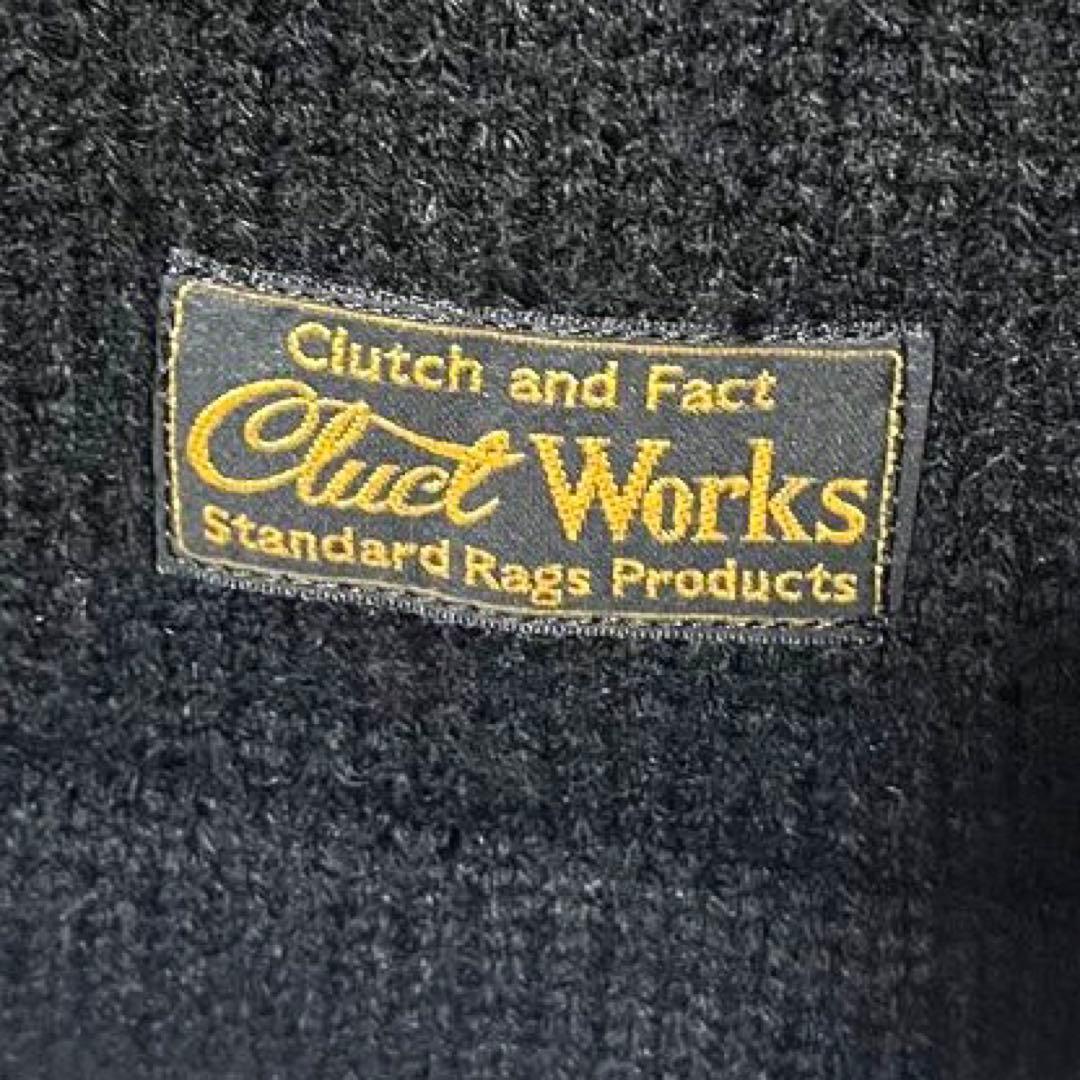 Clutch and Fact
Cluct Works
Standard Rags Products